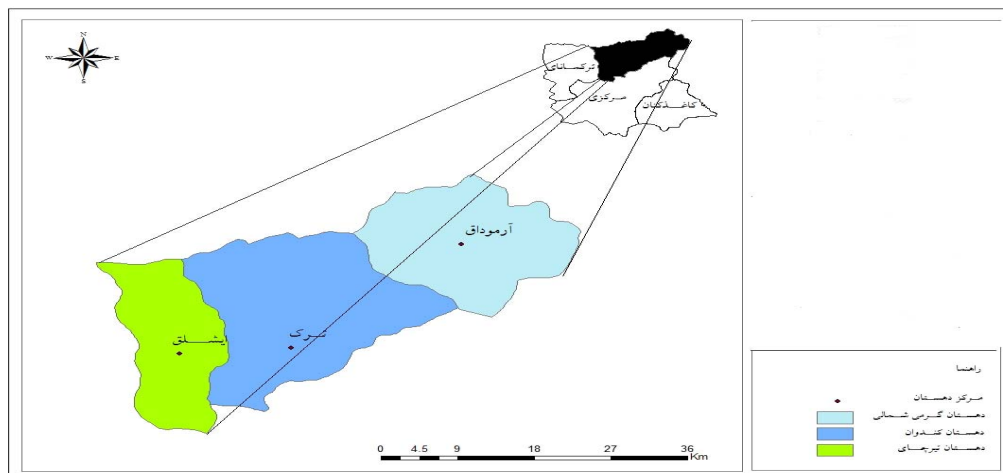 N
W E
S
ترکمانای
مرکزی
کاغذکنان
آرموداق
ترک
ایشلق
راهنما
مرکز دهستان
دهستان گرمی شمالی
دهستان کندوان
دهستان تیرچای
0 4.5 9 18 27 36
Km